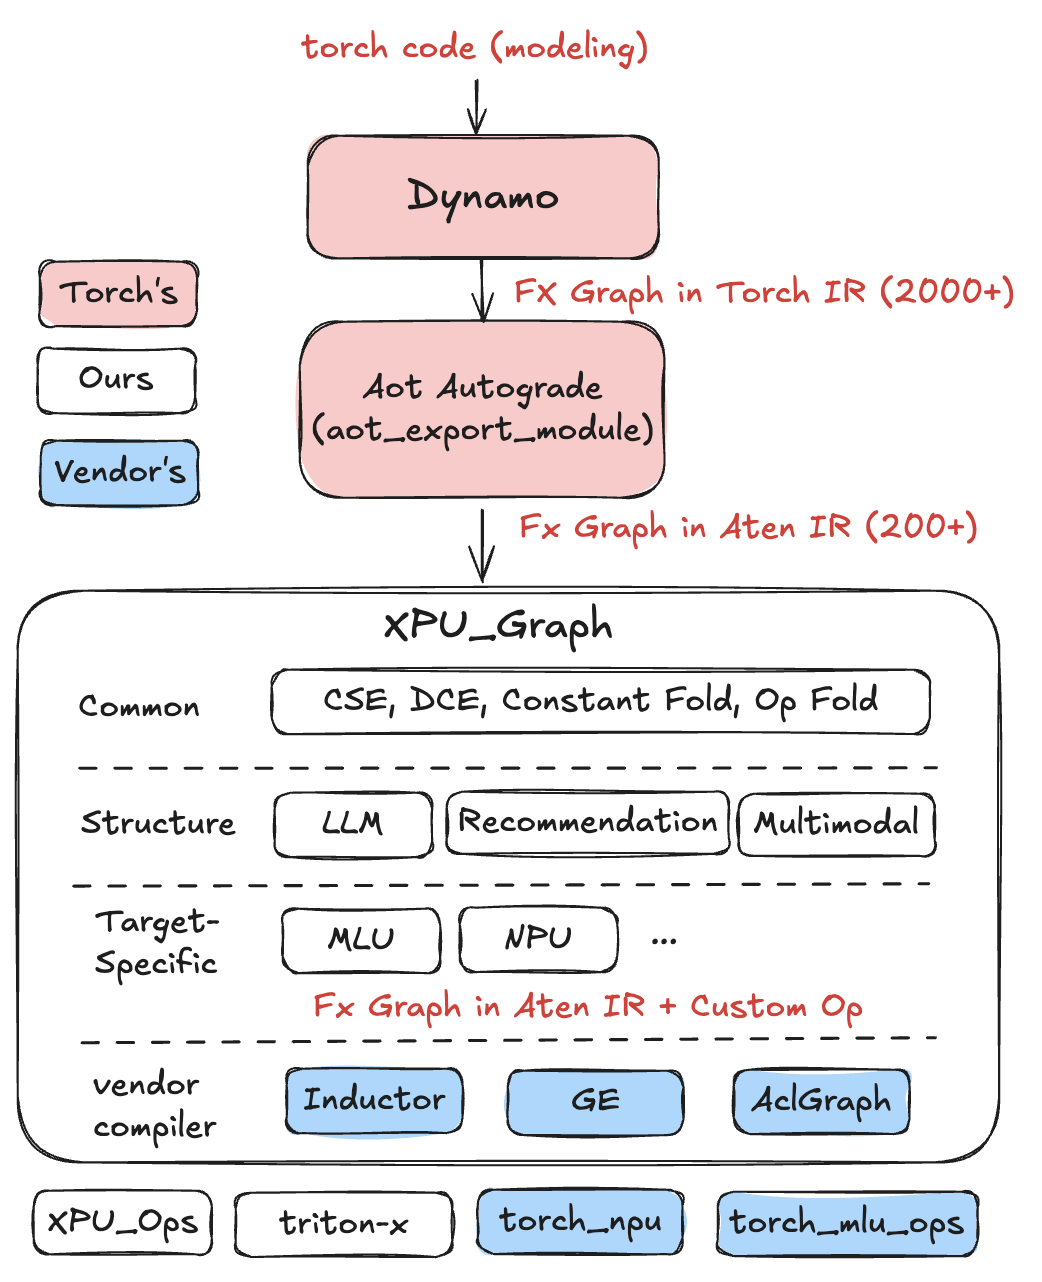 torch code (modeling)
Dynamo
FX Graph in Torch IR (2000+)
Torch's
Ours
Vendor's
Aot Autograde
(aot_export_module)
Fx Graph in Aten IR (200+)
XPU_Graph
Common
CSE, DCE, Constant Fold, Op Fold
Structure
LLM
Recommendation
Multimodal
Target-
Specific
MLU
NPU
...
Fx Graph in Aten IR + Custom Op
vendor
compiler
Inductor
GE
AclGraph
XPU_Ops
triton-x
torch_npu
torch_mlu_ops